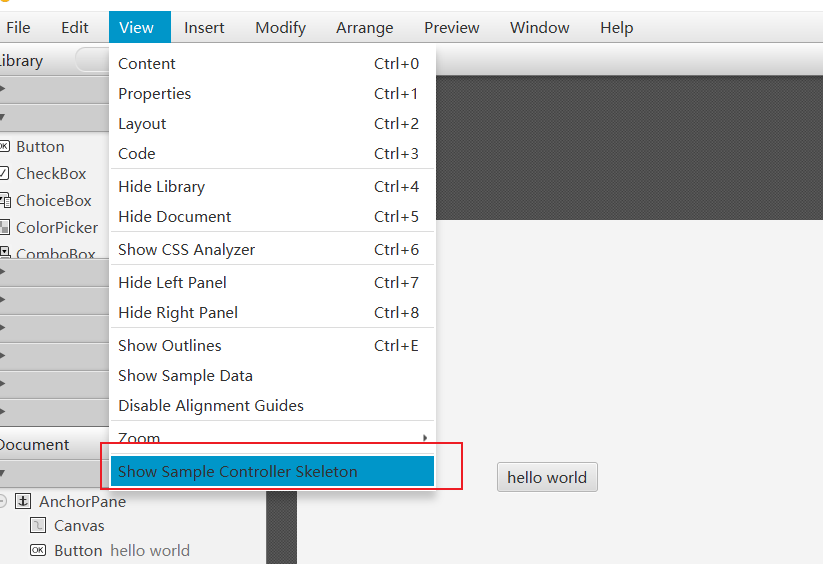 File Edit View Insert Modify Arrange Preview Window Help
Library
Content Ctrl+0
Properties Ctrl+1
Layout Ctrl+2
Code Ctrl+3
Hide Library Ctrl+4
Hide Document Ctrl+5
Show CSS Analyzer Ctrl+6
Hide Left Panel Ctrl+7
Hide Right Panel Ctrl+8
Show Outlines Ctrl+E
Show Sample Data
Disable Alignment Guides
Zoom
Show Sample Controller Skeleton
Button
CheckBox
ChoiceBox
ColorPicker
ComboBox
Document
AnchorPane
Canvas
OK Button hello world
hello world